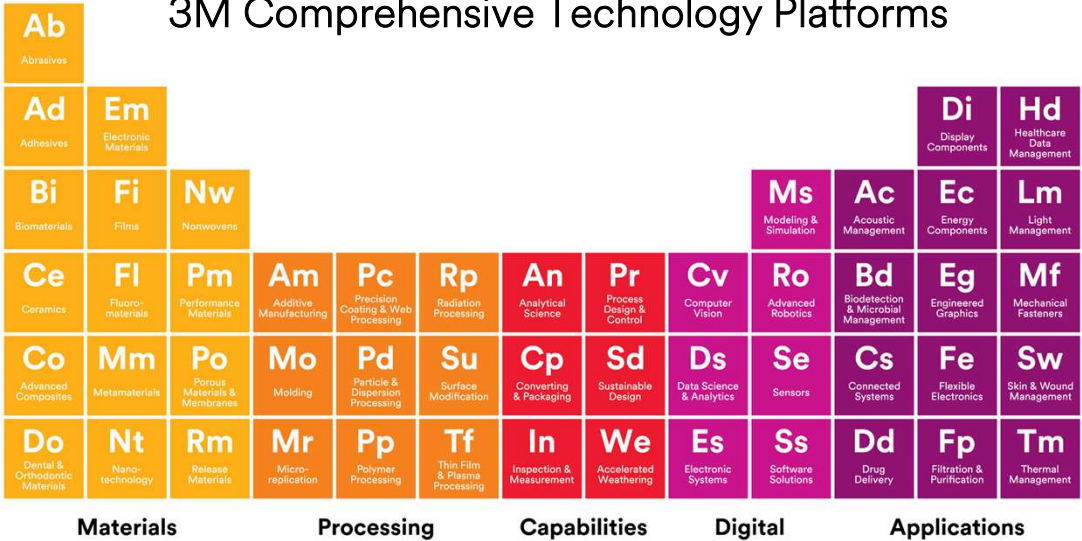 3M Comprehensive Technology Platforms
Ab
Abrasives
Ad
Adhesives
Em
Electronic
Materials
Di
Display
Components
Hd
Healthcare
Data
Management
Bi
Biomaterials
Fi
Films
Nw
Nonwovens
Ms
Modeling &
Simulation
Ac
Acoustic
Management
Ec
Energy
Components
Lm
Light
Management
Ce
Ceramics
Fl
Fluoro-
materials
Pm
Performance
Materials
Am
Additive
Manufacturing
Pc
Precision
Coating & Web
Processing
Rp
Radiation
Processing
An
Analytical
Science
Pr
Process
Design &
Control
Cv
Computer
Vision
Ro
Advanced
Robotics
Bd
Biodetection
& Microbial
Management
Eg
Engineered
Graphics
Mf
Mechanical
Fasteners
Co
Advanced
Composites
Mm
Metamaterials
Po
Porous
Materials &
Membranes
Mo
Molding
Pd
Particle &
Dispersion
Processing
Su
Surface
Modification
Cp
Converting
& Packaging
Sd
Sustainable
Design
Ds
Data Science
& Analytics
Se
Sensors
Cs
Connected
Systems
Fe
Flexible
Electronics
Sw
Skin & Wound
Management
Do
Dental &
Orthodontic
Materials
Nt
Nano-
technology
Rm
Release
Materials
Mr
Micro-
replication
Pp
Polymer
Processing
Tf
Thin Film
& Plasma
Processing
In
Inspection &
Measurement
We
Accelerated
Weathering
Es
Electronic
Systems
Ss
Software
Solutions
Dd
Drug
Delivery
Fp
Filtration &
Purification
Tm
Thermal
Management
Materials
Processing
Capabilities
Digital
Applications